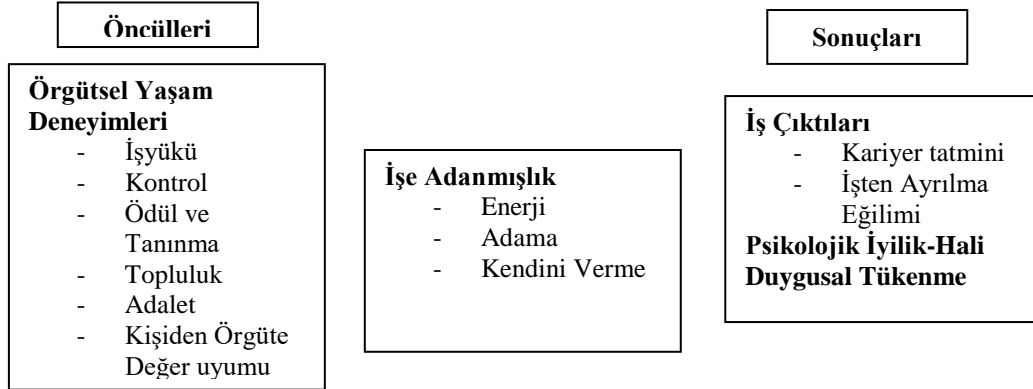 Öncülleri
Sonuçları
Örgütsel Yaşam
Deneyimleri
- İşyükü
- Kontrol
- Ödül ve
Tanınma
- Topluluk
- Adalet
- Kişiden Örgüte
Değer uyumu
İşe Adanmışlık
- Enerji
- Adama
- Kendini Verme
İş Çıktıları
- Kariyer tatmini
- İşten Ayrılma
Eğilimi
Psikolojik İyilik-Hali
Duygusal Tükenme